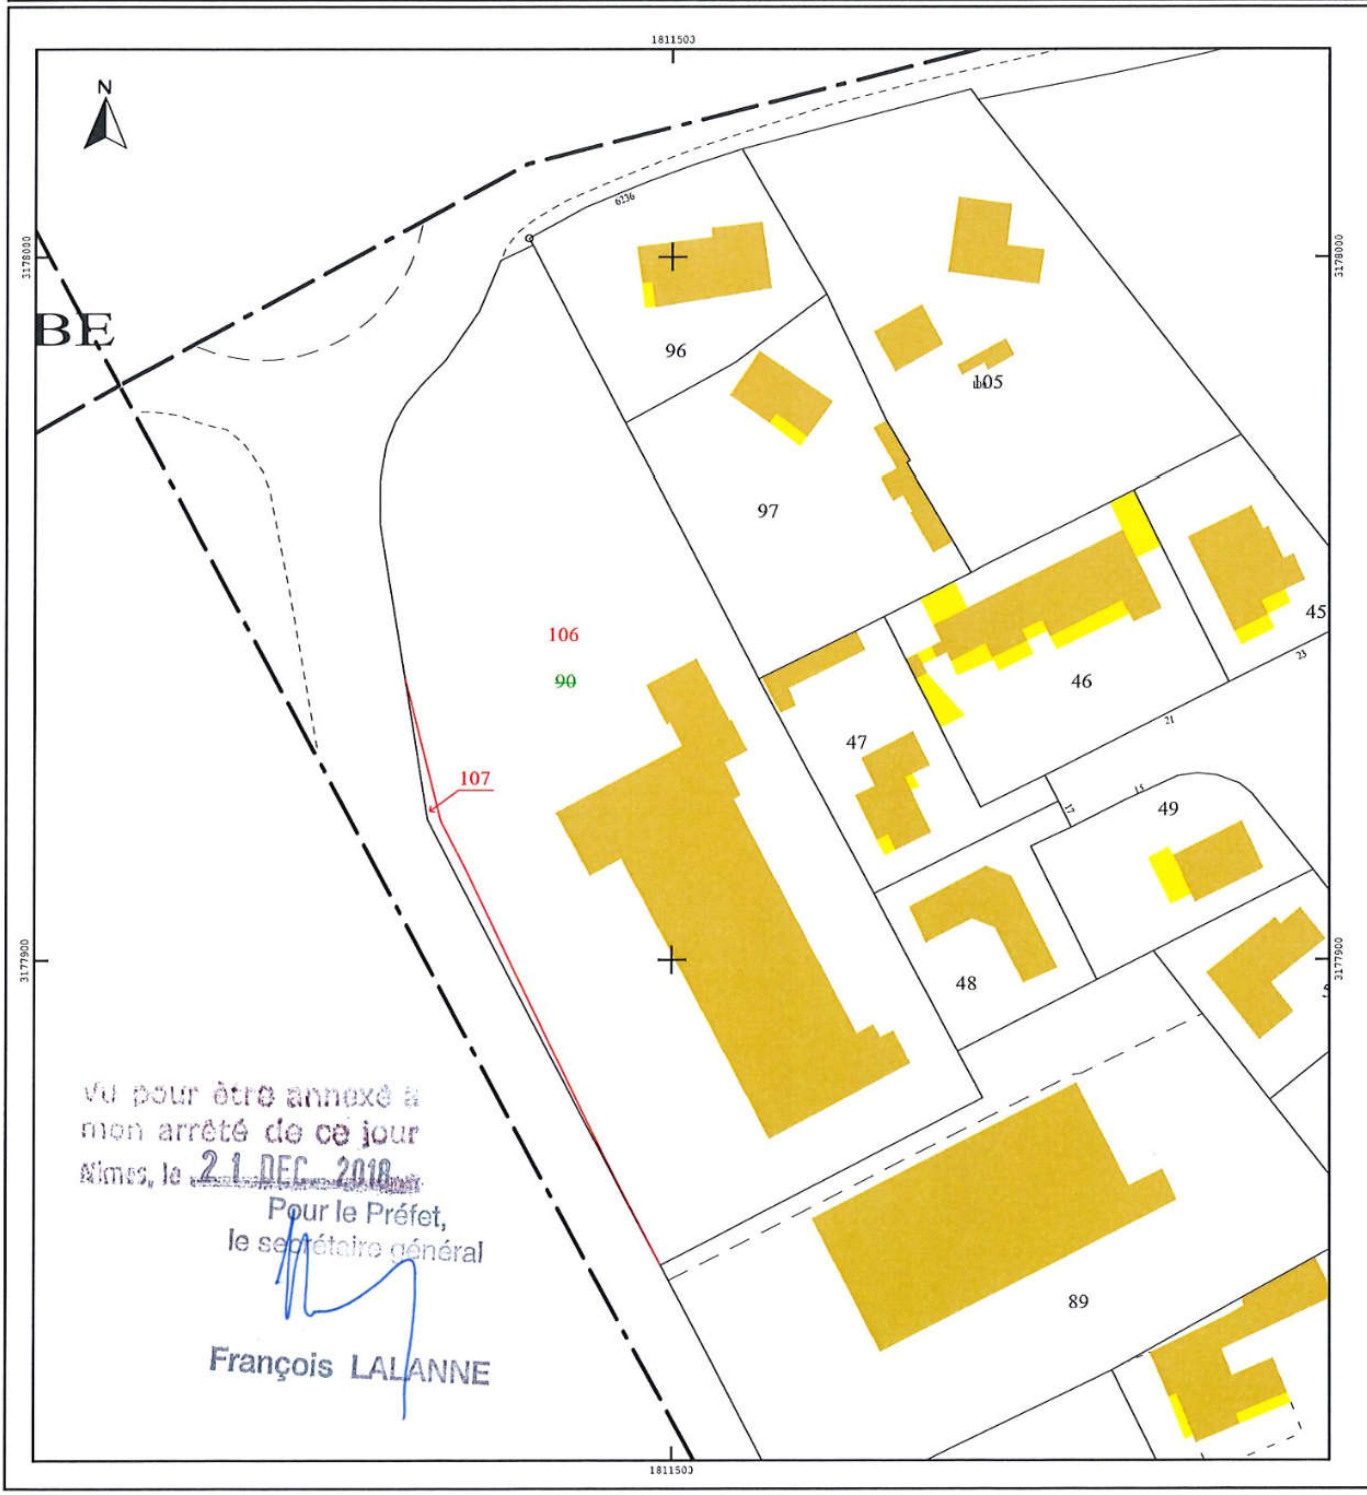 1811503
N
6236
3178000
3178000
BE
96
105
97
45
106
90
46
23
21
47
107
15
17
49
3177900
3177900
48
Vu pour être annexé à
mon arrêté de ce jour
Nîmes, le 21 DEC. 2018
Pour le Préfet,
le secrétaire général
89
François LALANNE
1811503